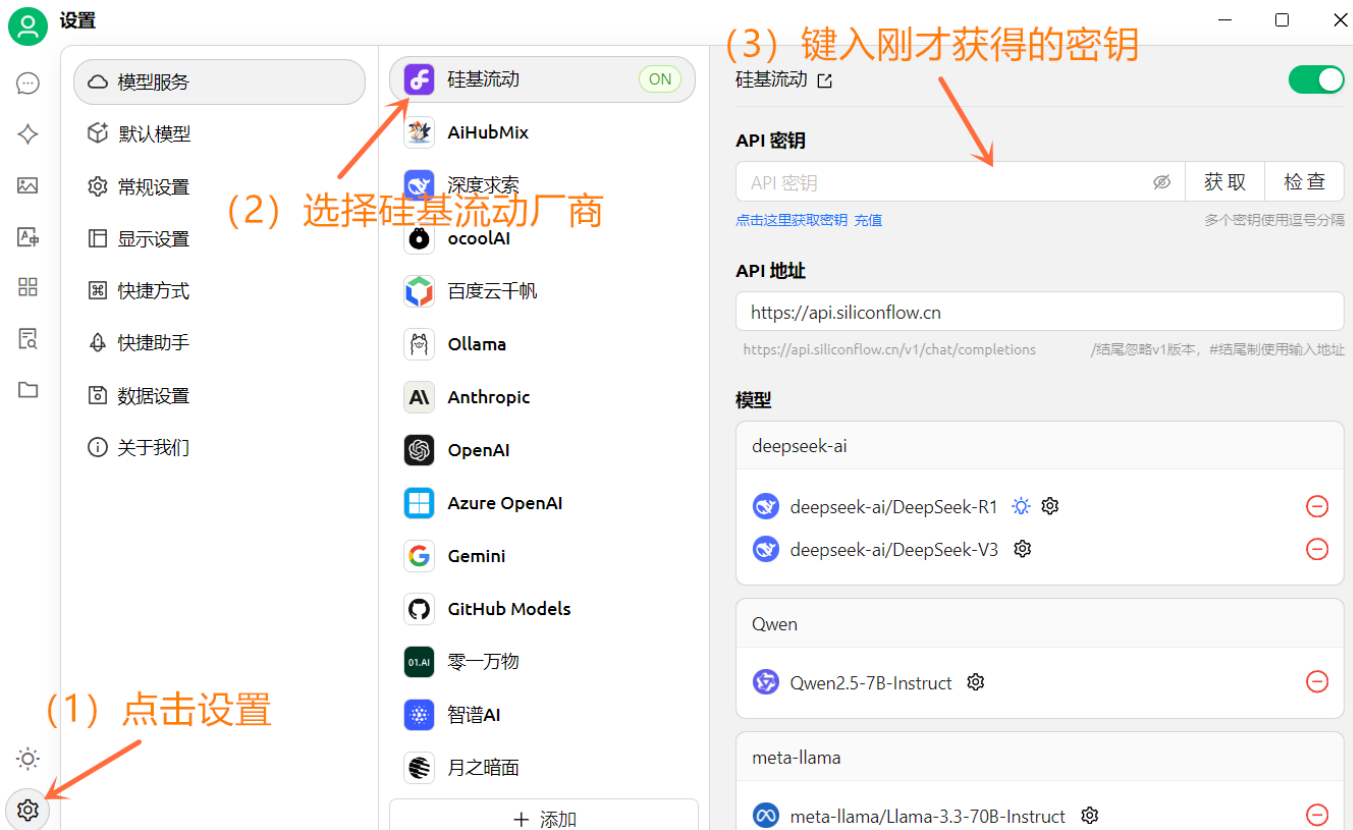 设置
(3) 键入刚才获得的密钥
模型服务
默认模型
常规设置
显示设置
快捷方式
快捷助手
数据设置
关于我们
硅基流动
ON
AiHubMix
深度求索
(2) 选择硅基流动厂商
ocoolAI
百度云千帆
Ollama
Anthropic
OpenAI
Azure OpenAI
Gemini
GitHub Models
01.AI
零一万物
智谱AI
月之暗面
+ 添加
(1) 点击设置
硅基流动
API 密钥
API 密钥
获 取
检 查
点击这里获取密钥 充值
多个密钥使用逗号分隔
API 地址
https://api.siliconflow.cn
https://api.siliconflow.cn/v1/chat/completions
/结尾忽略v1版本，#结尾制使用输入地址
模型
deepseek-ai
deepseek-ai/DeepSeek-R1
deepseek-ai/DeepSeek-V3
Qwen
Qwen2.5-7B-Instruct
meta-llama
meta-llama/Llama-3.3-70B-Instruct